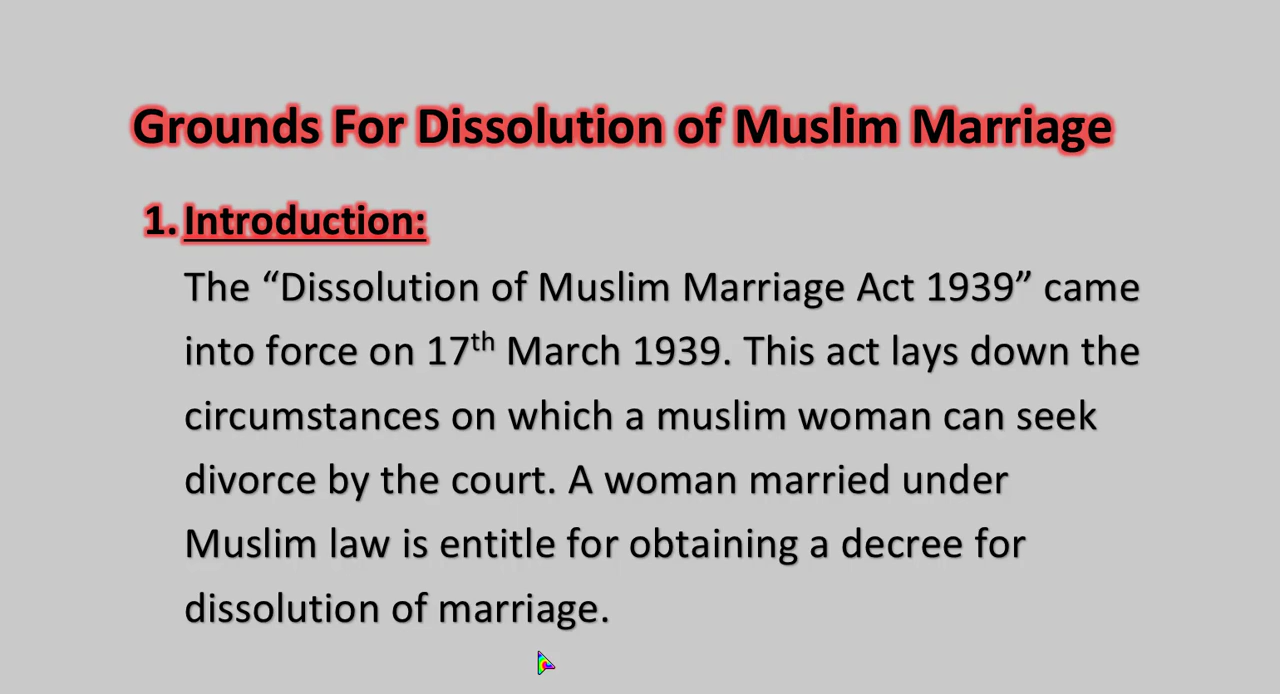 Grounds For Dissolution of Muslim Marriage
1. Introduction:
The “Dissolution of Muslim Marriage Act 1939” came
into force on 17th March 1939. This act lays down the
circumstances on which a muslim woman can seek
divorce by the court. A woman married under
Muslim law is entitle for obtaining a decree for
dissolution of marriage.